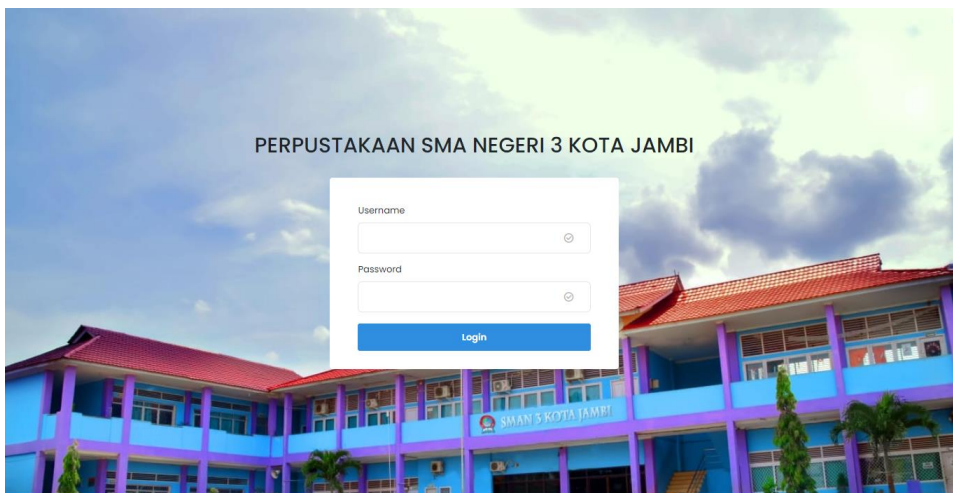 PERPUSTAKAAN SMA NEGERI 3 KOTA JAMBI
Username
Password
Login
SMAN 3 KOTA JAMBI